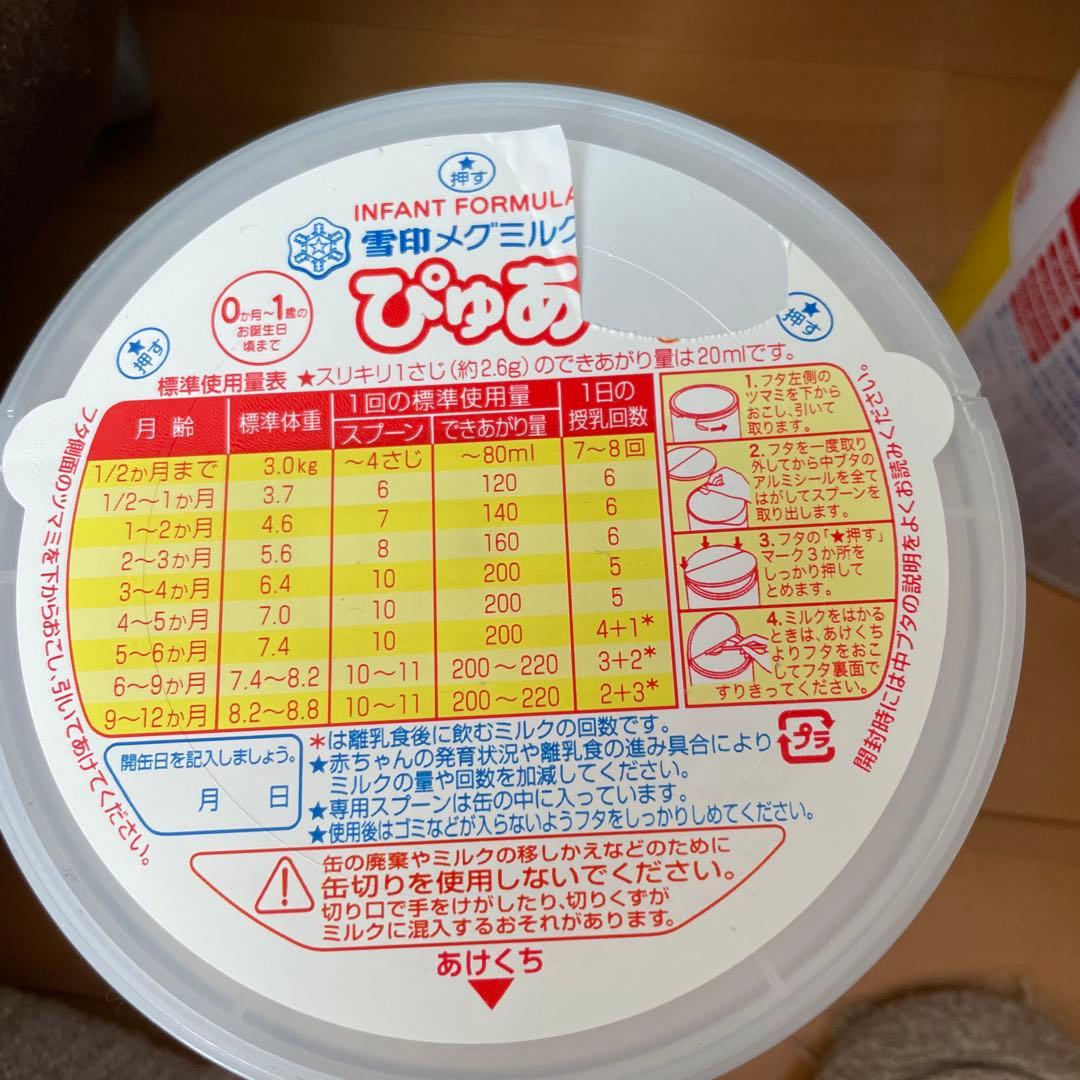 ★
押す
INFANT FORMULA
雪印メグミルク
ぴゅあ
0か月〜1歳の
お誕生日
頃まで
★
押す
★
押す
標準使用量表 ★スリキリ1さじ(約2.6g)のできあがり量は20mlです。
月齢 標準体重 1回の標準使用量 1日の授乳回数
スプーン できあがり量
1/2か月まで 3.0kg 〜4さじ 〜80ml 7〜8回
1/2〜1か月 3.7 6 120 6
1〜2か月 4.6 7 140 6
2〜3か月 5.6 8 160 6
3〜4か月 6.4 10 200 5
4〜5か月 7.0 10 200 5
5〜6か月 7.4 10 200 4+1*
6〜9か月 7.4〜8.2 10〜11 200〜220 3+2*
9〜12か月 8.2〜8.8 10〜11 200〜220 2+3*
1.フタ左側の
ツマミを下から
おこし、引いて
取ります。
2.フタを一度取り
外してから中ブタの
アルミシールを全て
はがしてスプーンを
取り出します。
3.フタの「★押す」
マーク3か所を
しっかり押して
とめます。
4.ミルクをはかる
ときは、あけくち
よりフタをおこ
してフタ裏面で
すりきってください。
フタ側面のツマミを下からおこし、引いてあけてください。
開封時には中ブタの説明をよくお読みください。
開缶日を記入しましょう。
月 日
*は離乳食後に飲むミルクの回数です。
★赤ちゃんの発育状況や離乳食の進み具合により
ミルクの量や回数を加減してください。
★専用スプーンは缶の中に入っています。
★使用後はゴミなどが入らないようフタをしっかりしめてください。
プラ
缶の廃棄やミルクの移しかえなどのために
缶切りを使用しないでください。
切り口で手をけがしたり、切りくずが
ミルクに混入するおそれがあります。
あけくち